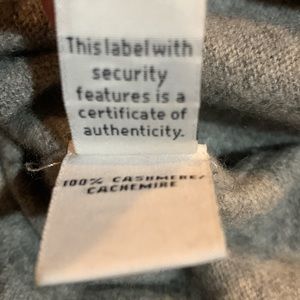 This label with
security
features is a
certificate of
authenticity.
100% CASHMERE/
CACHEMIRE